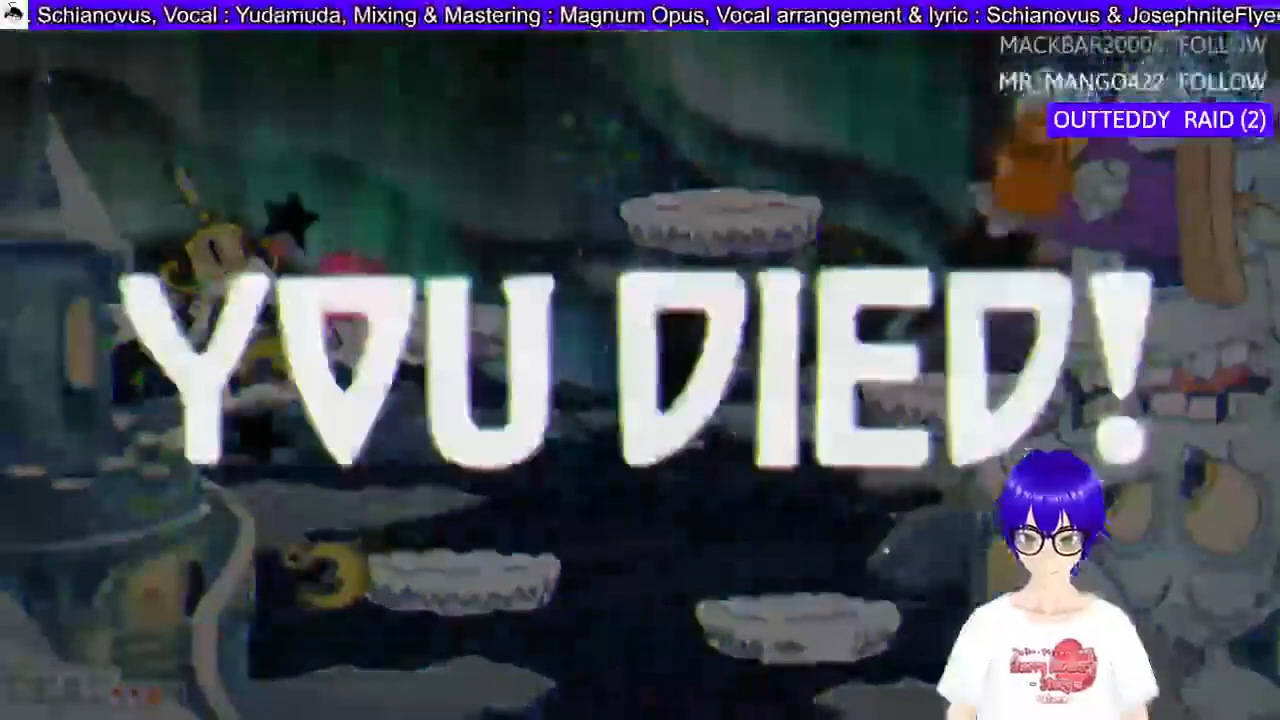 . Schianovus, Vocal : Yudamuda, Mixing & Mastering : Magnum Opus, Vocal arrangement & lyric : Schianovus & JosephniteFlyer
MACKBAR2000 FOLLOW
MR_MANGO422 FOLLOW
OUTTEDDY RAID (2)
YOU DIED!